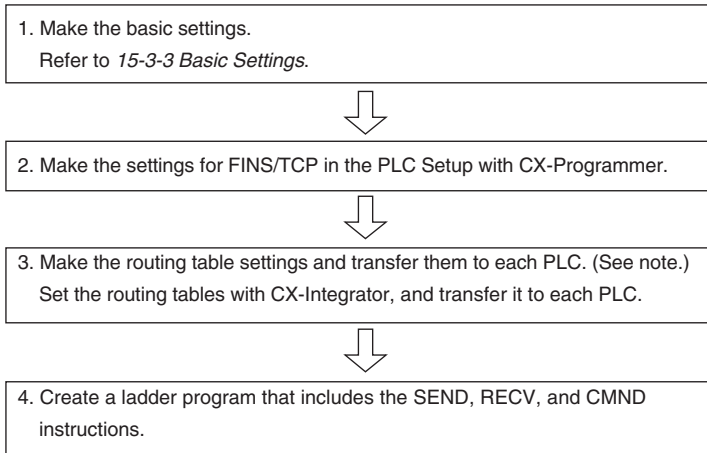 1. Make the basic settings.
Refer to 15-3-3 Basic Settings.
2. Make the settings for FINS/TCP in the PLC Setup with CX-Programmer.
3. Make the routing table settings and transfer them to each PLC. (See note.)
Set the routing tables with CX-Integrator, and transfer it to each PLC.
4. Create a ladder program that includes the SEND, RECV, and CMND
instructions.